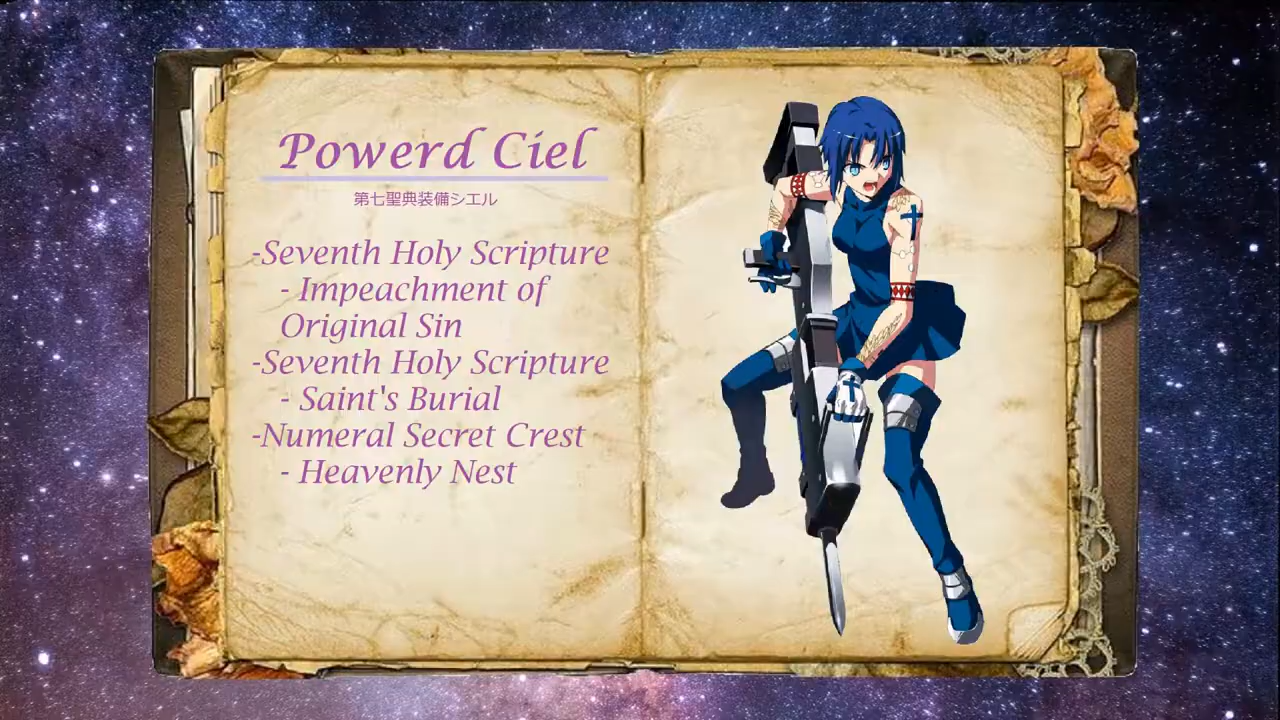 Powerd Ciel
第七聖典装備シエル
-Seventh Holy Scripture
- Impeachment of
Original Sin
-Seventh Holy Scripture
- Saint's Burial
-Numeral Secret Crest
- Heavenly Nest